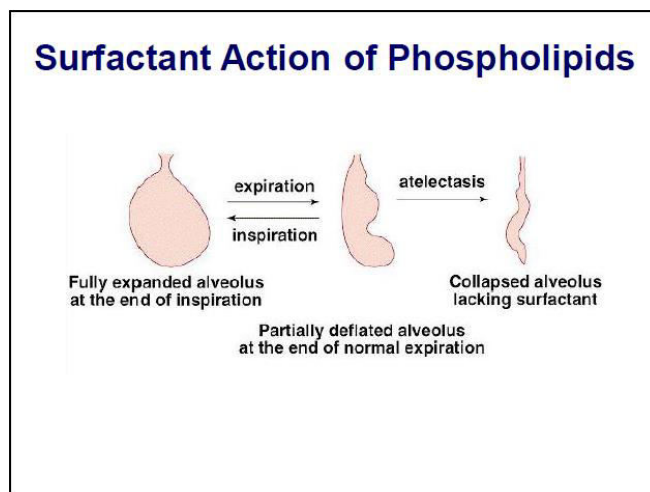 Surfactant Action of Phospholipids
expiration
inspiration
atelectasis
Fully expanded alveolus
at the end of inspiration
Partially deflated alveolus
at the end of normal expiration
Collapsed alveolus
lacking surfactant